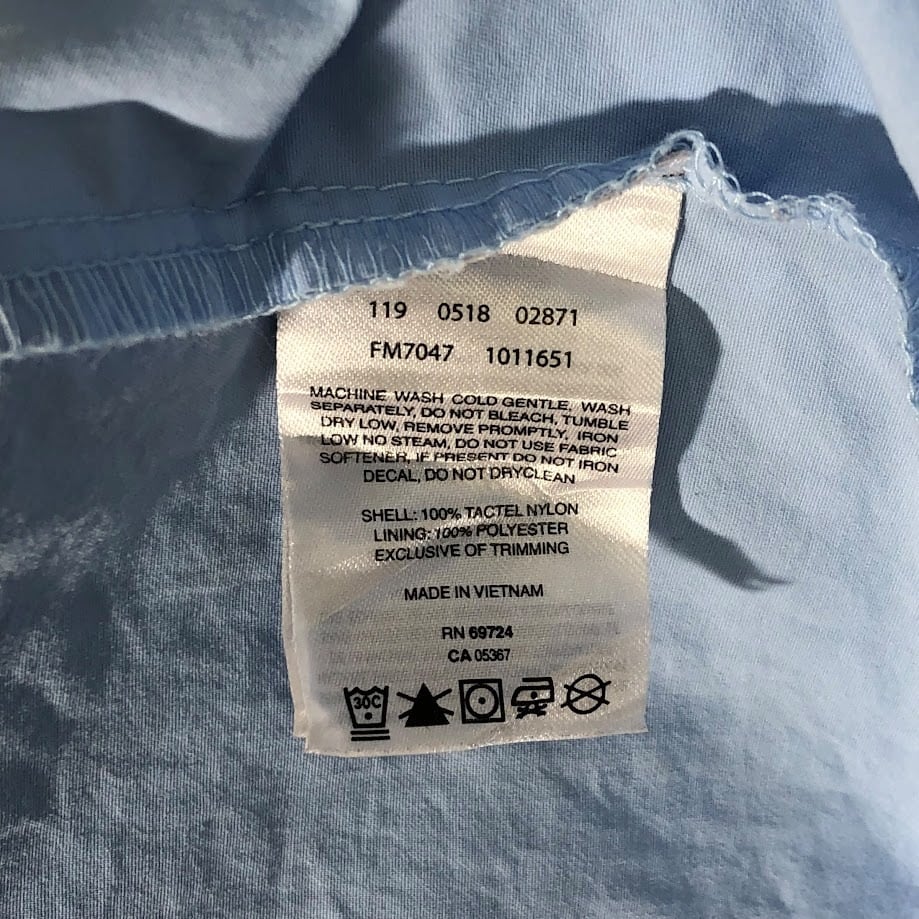 119 0518 02871
FM7047 1011651
MACHINE WASH COLD GENTLE, WASH
SEPARATELY, DO NOT BLEACH, TUMBLE
DRY LOW, REMOVE PROMPTLY, IRON
LOW NO STEAM, DO NOT USE FABRIC
SOFTENER, IF PRESENT DO NOT IRON
DECAL, DO NOT DRYCLEAN
SHELL: 100% TACTEL NYLON
LINING: 100% POLYESTER
EXCLUSIVE OF TRIMMING
MADE IN VIETNAM
RN 69724
CA 05367
30C